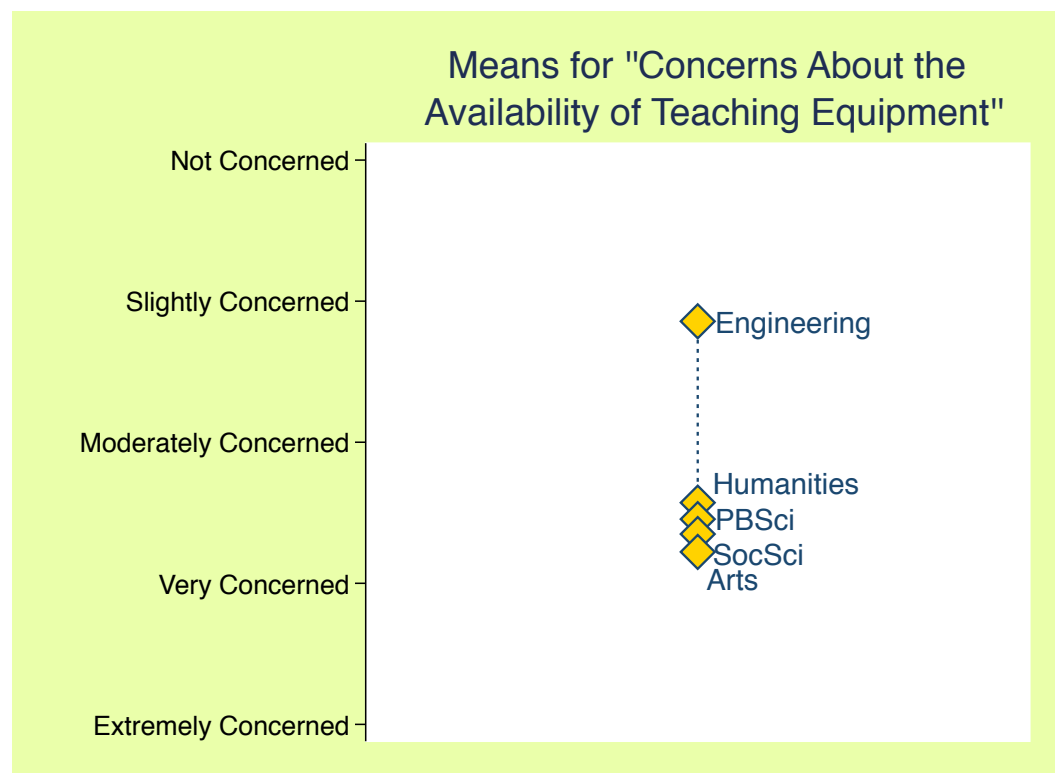 Means for "Concerns About the
Availability of Teaching Equipment"
Not Concerned
Slightly Concerned
Engineering
Moderately Concerned
Humanities
PBSci
SocSci
Arts
Very Concerned
Extremely Concerned